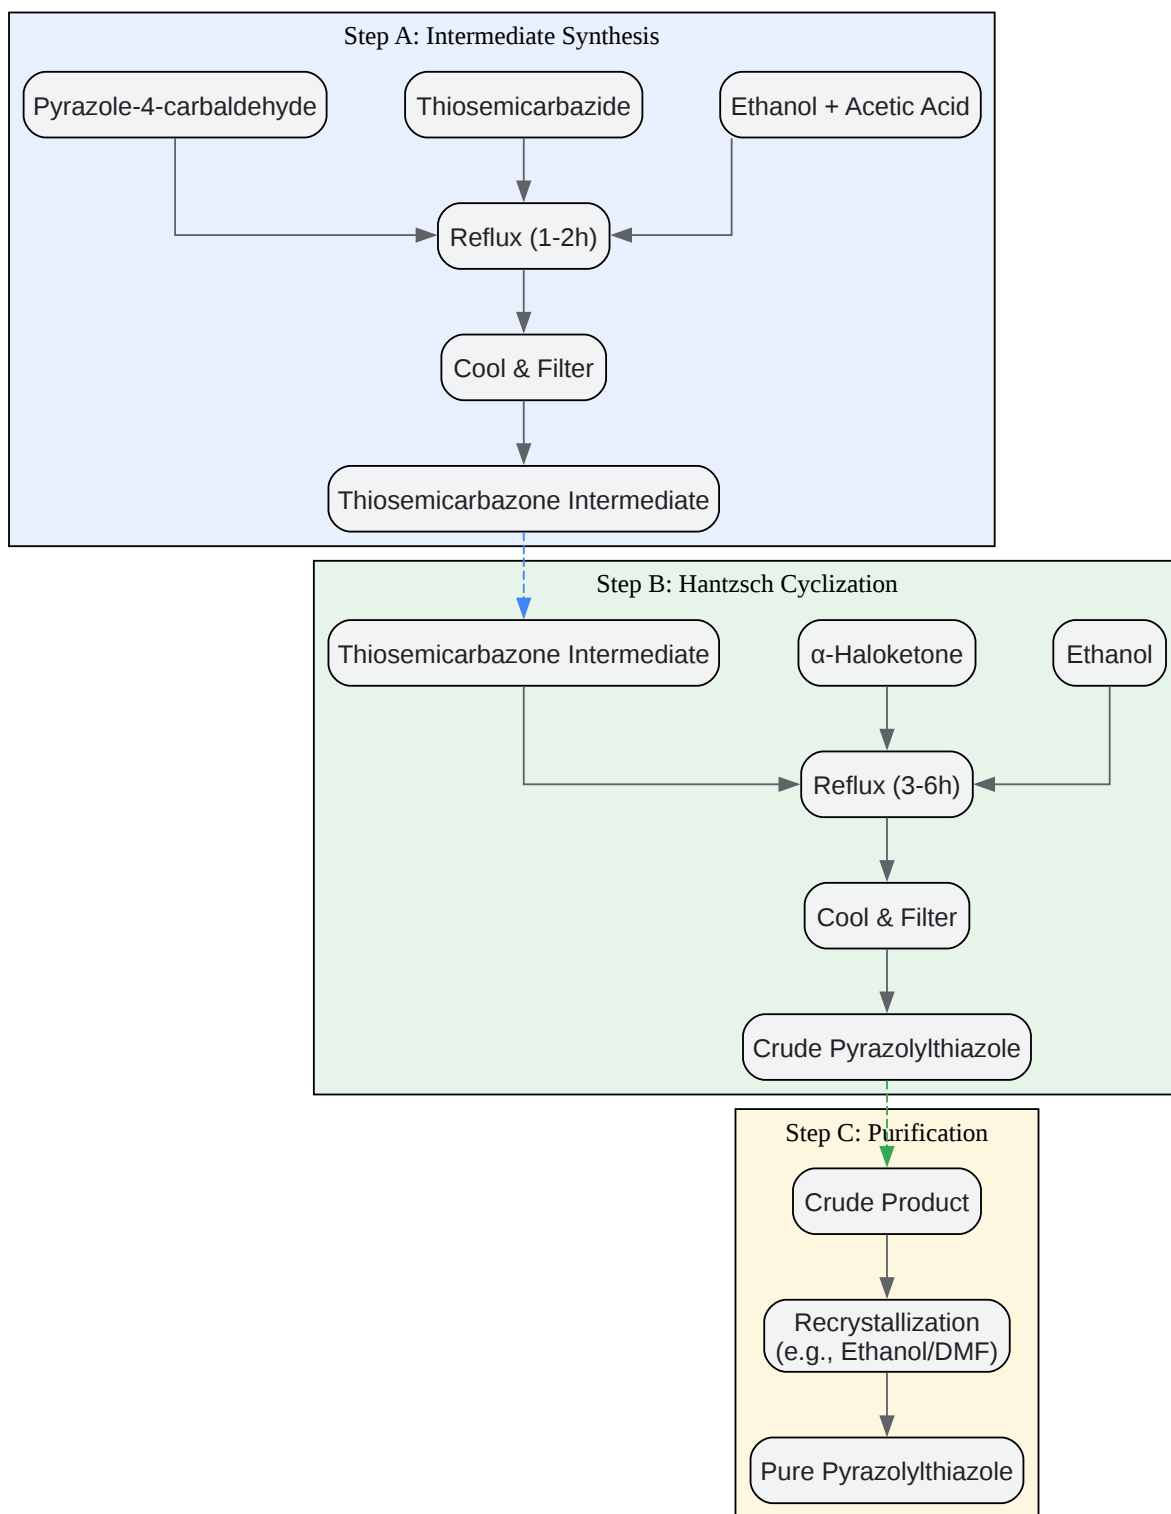 Step A: Intermediate Synthesis
Pyrazole-4-carbaldehyde
Thiosemicarbazide
Ethanol + Acetic Acid
Reflux (1-2h)
Cool & Filter
Thiosemicarbazone Intermediate
Step B: Hantzsch Cyclization
Thiosemicarbazone Intermediate
α-Haloketone
Ethanol
Reflux (3-6h)
Cool & Filter
Crude Pyrazolylthiazole
Step C: Purification
Crude Product
Recrystallization
(e.g., Ethanol/DMF)
Pure Pyrazolylthiazole